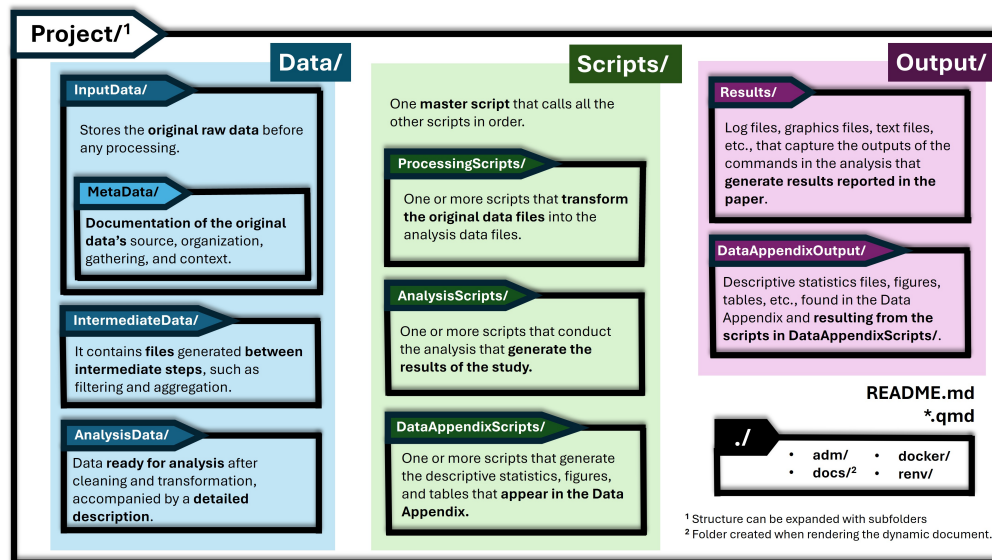 Project/¹
Data/
InputData/
Stores the original raw data before
any processing.
MetaData/
Documentation of the original
data's source, organization,
gathering, and context.
IntermediateData/
It contains files generated between
intermediate steps, such as
filtering and aggregation.
AnalysisData/
Data ready for analysis after
cleaning and transformation,
accompanied by a detailed
description.
Scripts/
One master script that calls all the
other scripts in order.
ProcessingScripts/
One or more scripts that transform
the original data files into the
analysis data files.
AnalysisScripts/
One or more scripts that conduct
the analysis that generate the
results of the study.
DataAppendixScripts/
One or more scripts that generate
the descriptive statistics, figures,
and tables that appear in the Data
Appendix.
Output/
Results/
Log files, graphics files, text files,
etc., that capture the outputs of the
commands in the analysis that
generate results reported in the
paper.
DataAppendixOutput/
Descriptive statistics files, figures,
tables, etc., found in the Data
Appendix and resulting from the
scripts in DataAppendixScripts/.
README.md
*.qmd
./
• adm/
• docs/²
• docker/
• renv/
¹ Structure can be expanded with subfolders
² Folder created when rendering the dynamic document.